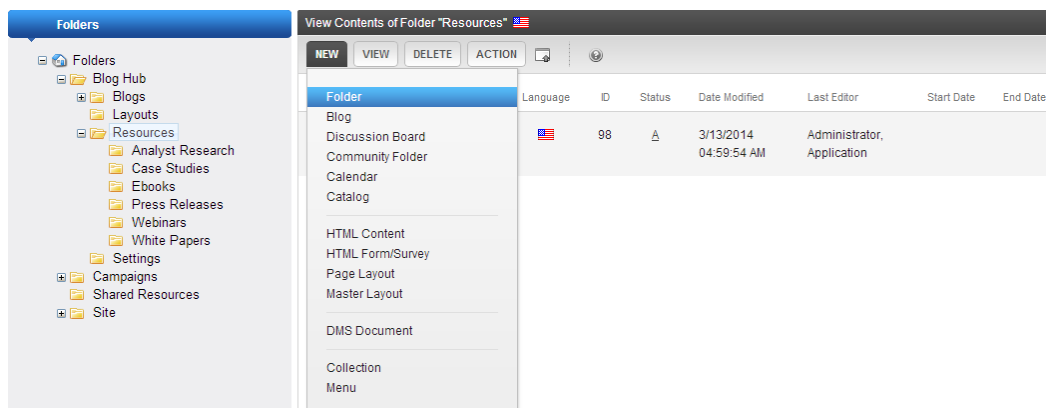 Folders
Folders
Blog Hub
Blogs
Layouts
Resources
Analyst Research
Case Studies
Ebooks
Press Releases
Webinars
White Papers
Settings
Campaigns
Shared Resources
Site
View Contents of Folder "Resources"
NEW VIEW DELETE ACTION
Folder
Blog
Discussion Board
Community Folder
Calendar
Catalog
HTML Content
HTML Form/Survey
Page Layout
Master Layout
DMS Document
Collection
Menu
Language ID Status Date Modified Last Editor Start Date End Date
98 A 3/13/2014 Administrator,
04:59:54 AM Application